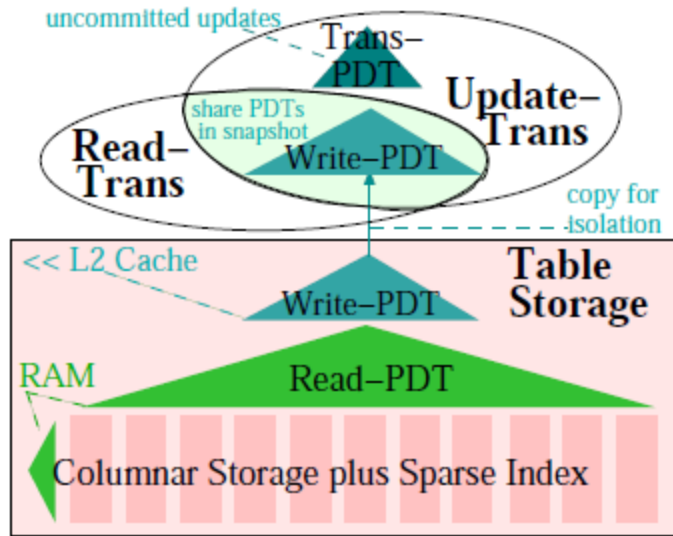 uncommitted updates
Trans–
PDT
share PDTs
in snapshot
Update–
Trans
Read–
Trans
Write–PDT
copy for
isolation
<< L2 Cache
Table
Storage
Write–PDT
RAM
Read–PDT
Columnar Storage plus Sparse Index